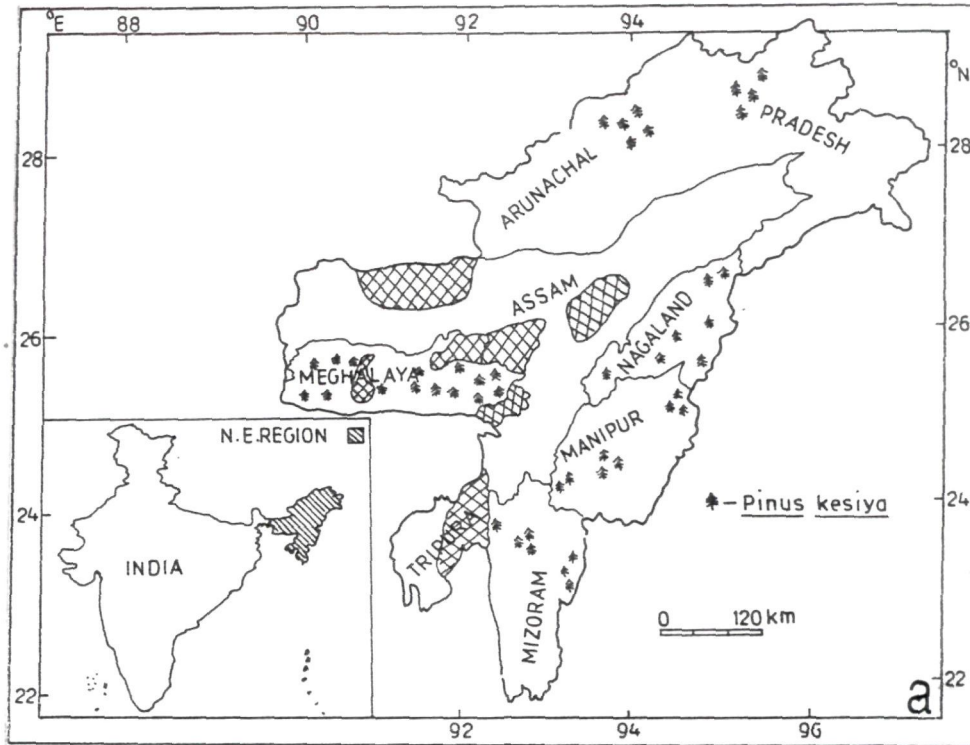 °E 88 90 92 94
°N
28 28
26 26
24 24
22 22
92 94 96
ARUNACHAL
PRADESH
ASSAM
NAGALAND
MEGHALAYA
MANIPUR
TRIPURA
MIZORAM
N.E.REGION
INDIA
- Pinus kesiya
0 120 km
a